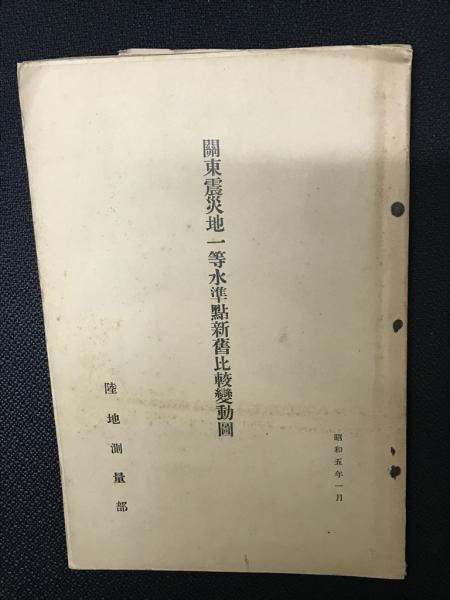 昭和五年一月
關東震災地一等水準點新舊比較變動圖
陸地測量部